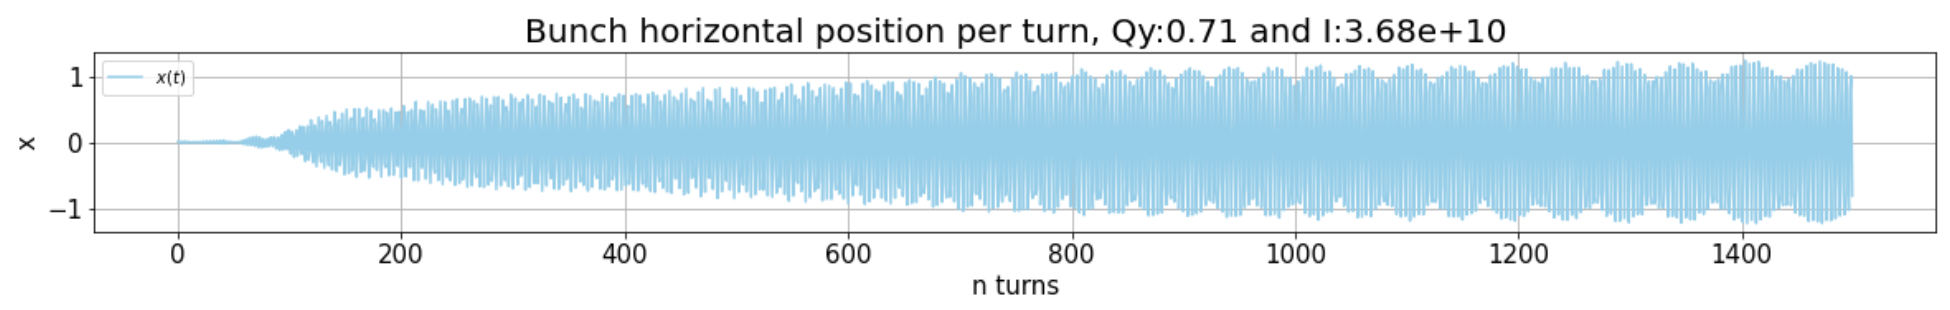 Bunch horizontal position per turn, Qy:0.71 and I:3.68e+10
x(t)
1
0
−1
x
0 200 400 600 800 1000 1200 1400
n turns